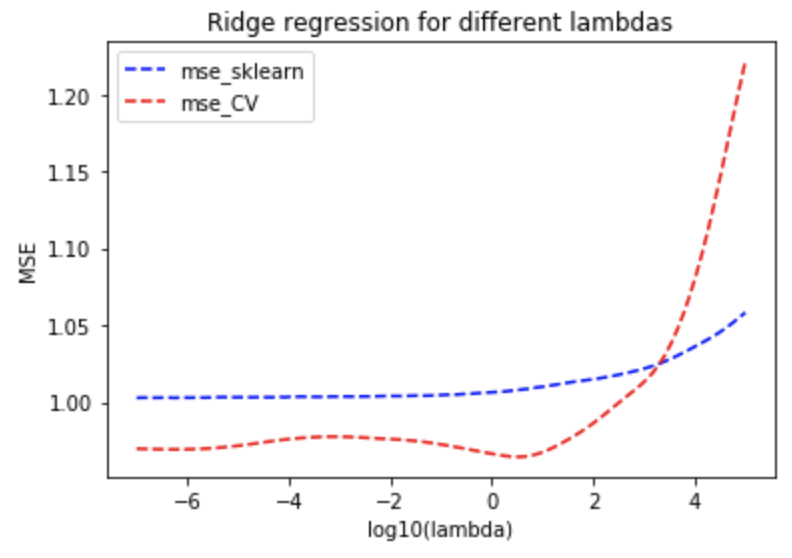 Ridge regression for different lambdas
mse_sklearn
mse_CV
1.20
1.15
1.10
1.05
1.00
MSE
−6 −4 −2 0 2 4
log10(lambda)